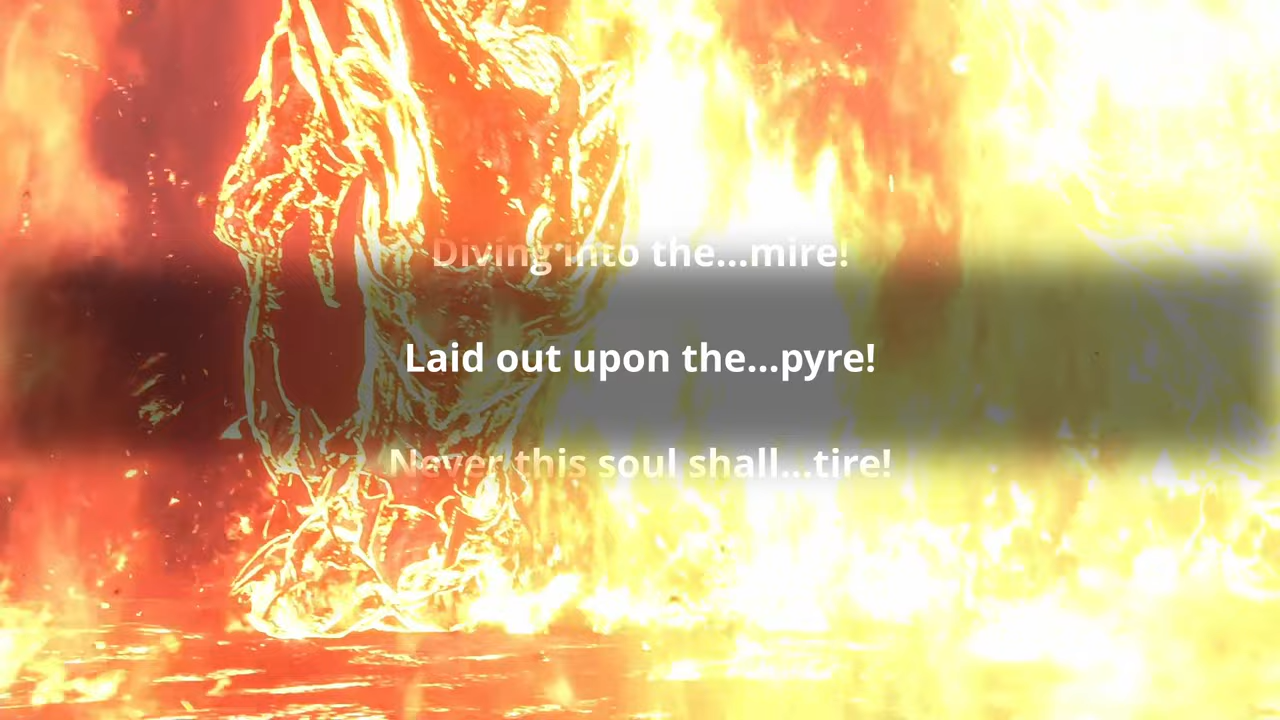 Diving into the...mire!
Laid out upon the...pyre!
Never this soul shall...tire!